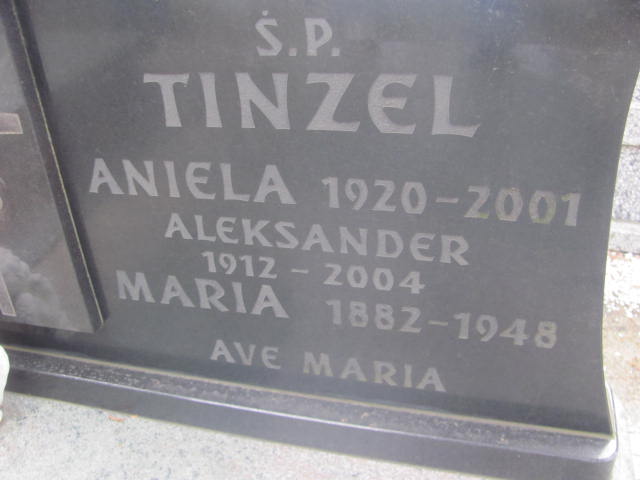 Ś.P.
TINZEL
ANIELA 1920-2001
ALEKSANDER
1912-2004
MARIA 1882-1948
AVE MARIA